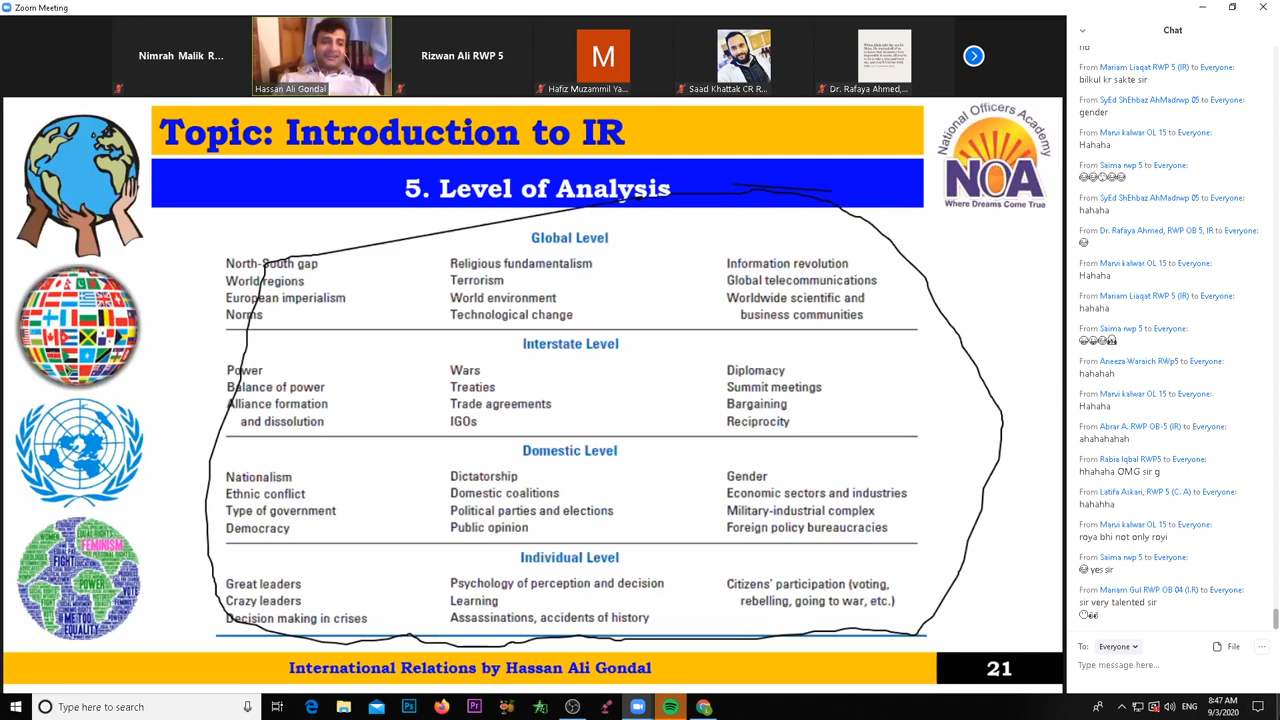 Zoom Meeting
Nimrah Malik R...
Rizwan Ali RWP 5
M
Hassan Ali Gondal
Hafiz Muzammil Ya...
Saad Khattak CR R...
Dr. Rafaya Ahmed,...
Topic: Introduction to IR
5. Level of Analysis
National Officers Academy
NOA
Where Dreams Come True
Global Level
North-South gap Religious fundamentalism Information revolution
World regions Terrorism Global telecommunications
European imperialism World environment Worldwide scientific and
Norms Technological change business communities
Interstate Level
Power Wars Diplomacy
Balance of power Treaties Summit meetings
Alliance formation Trade agreements Bargaining
and dissolution IGOs Reciprocity
Domestic Level
Nationalism Dictatorship Gender
Ethnic conflict Domestic coalitions Economic sectors and industries
Type of government Political parties and elections Military-industrial complex
Democracy Public opinion Foreign policy bureaucracies
Individual Level
Great leaders Psychology of perception and decision Citizens' participation (voting,
Crazy leaders Learning rebelling, going to war, etc.)
Decision making in crises Assassinations, accidents of history
FEMINISM
FIGHT
POWER
VOTE
ME TOO
EQUALITY
International Relations by Hassan Ali Gondal
21
Chat
From Mariam Liaqat RWP 5 (IR) to Everyone:
bilkul kr sakte sir
From SyEd ShEhbaz AhMadrwp 05 to Everyone:
gender
From Marvi kalwar OL 15 to Everyone:
Hahaha
From Saima rwp 5 to Everyone:
From SyEd ShEhbaz AhMadrwp 05 to Everyone:
hahaha
From Dr. Rafaya Ahmed, RWP OB 5, IR to Everyone:
From Marvi kalwar OL 15 to Everyone:
Hahaha
From Mariam Liaqat RWP 5 (IR) to Everyone:
hahaha
From Saima rwp 5 to Everyone:
From Aneeza Waraich RWp5 to Everyone:
hahahah
From Marvi kalwar OL 15 to Everyone:
Hahaha
From Abrar A. RWP OB-5 (IR) to Everyone:
ahahahahah
From Rabia Iqbal RWP5 to Everyone:
hhahaha OMG sir g
From Latifa Askari, RWP 5 (C. A) to Everyone:
hahahha
From Marvi kalwar OL 15 to Everyone:
roya bhi not only royi
From Saima rwp 5 to Everyone:
yes sir
From Mariam Gul RWP OB 04 (I.R) to Everyone:
sir very talented sir
To: Everyone
File
Type message here...
Type here to search
ENG
8:47 AM
9/3/2020